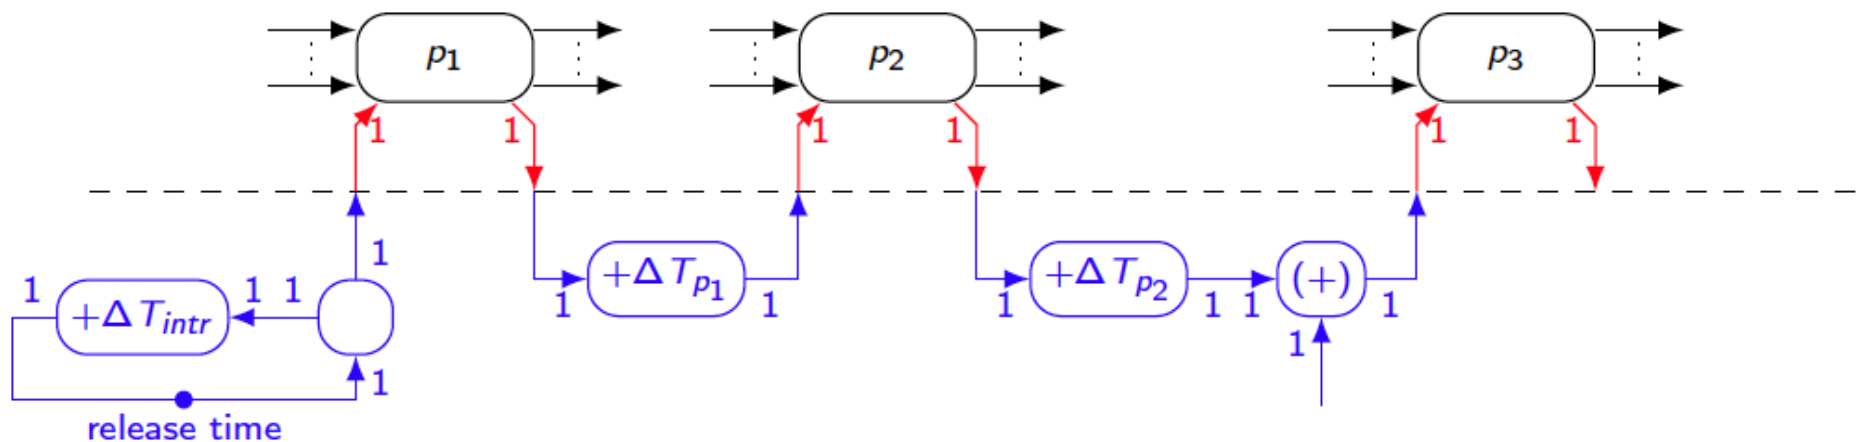 p1 p2 p3
1 1 1 1 1 1
1
+ΔTp1 +ΔTp2 (+)
1 1 1 1 1 1 1
1 +ΔTintr 1 1
1
1
release time